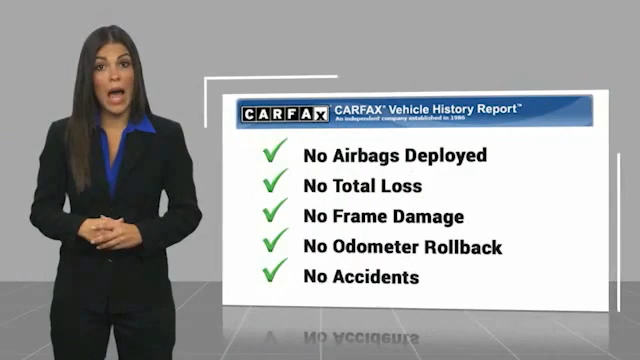 CARFAX CARFAX® Vehicle History Report™
An independent company established in 1986
No Airbags Deployed
No Total Loss
No Frame Damage
No Odometer Rollback
No Accidents